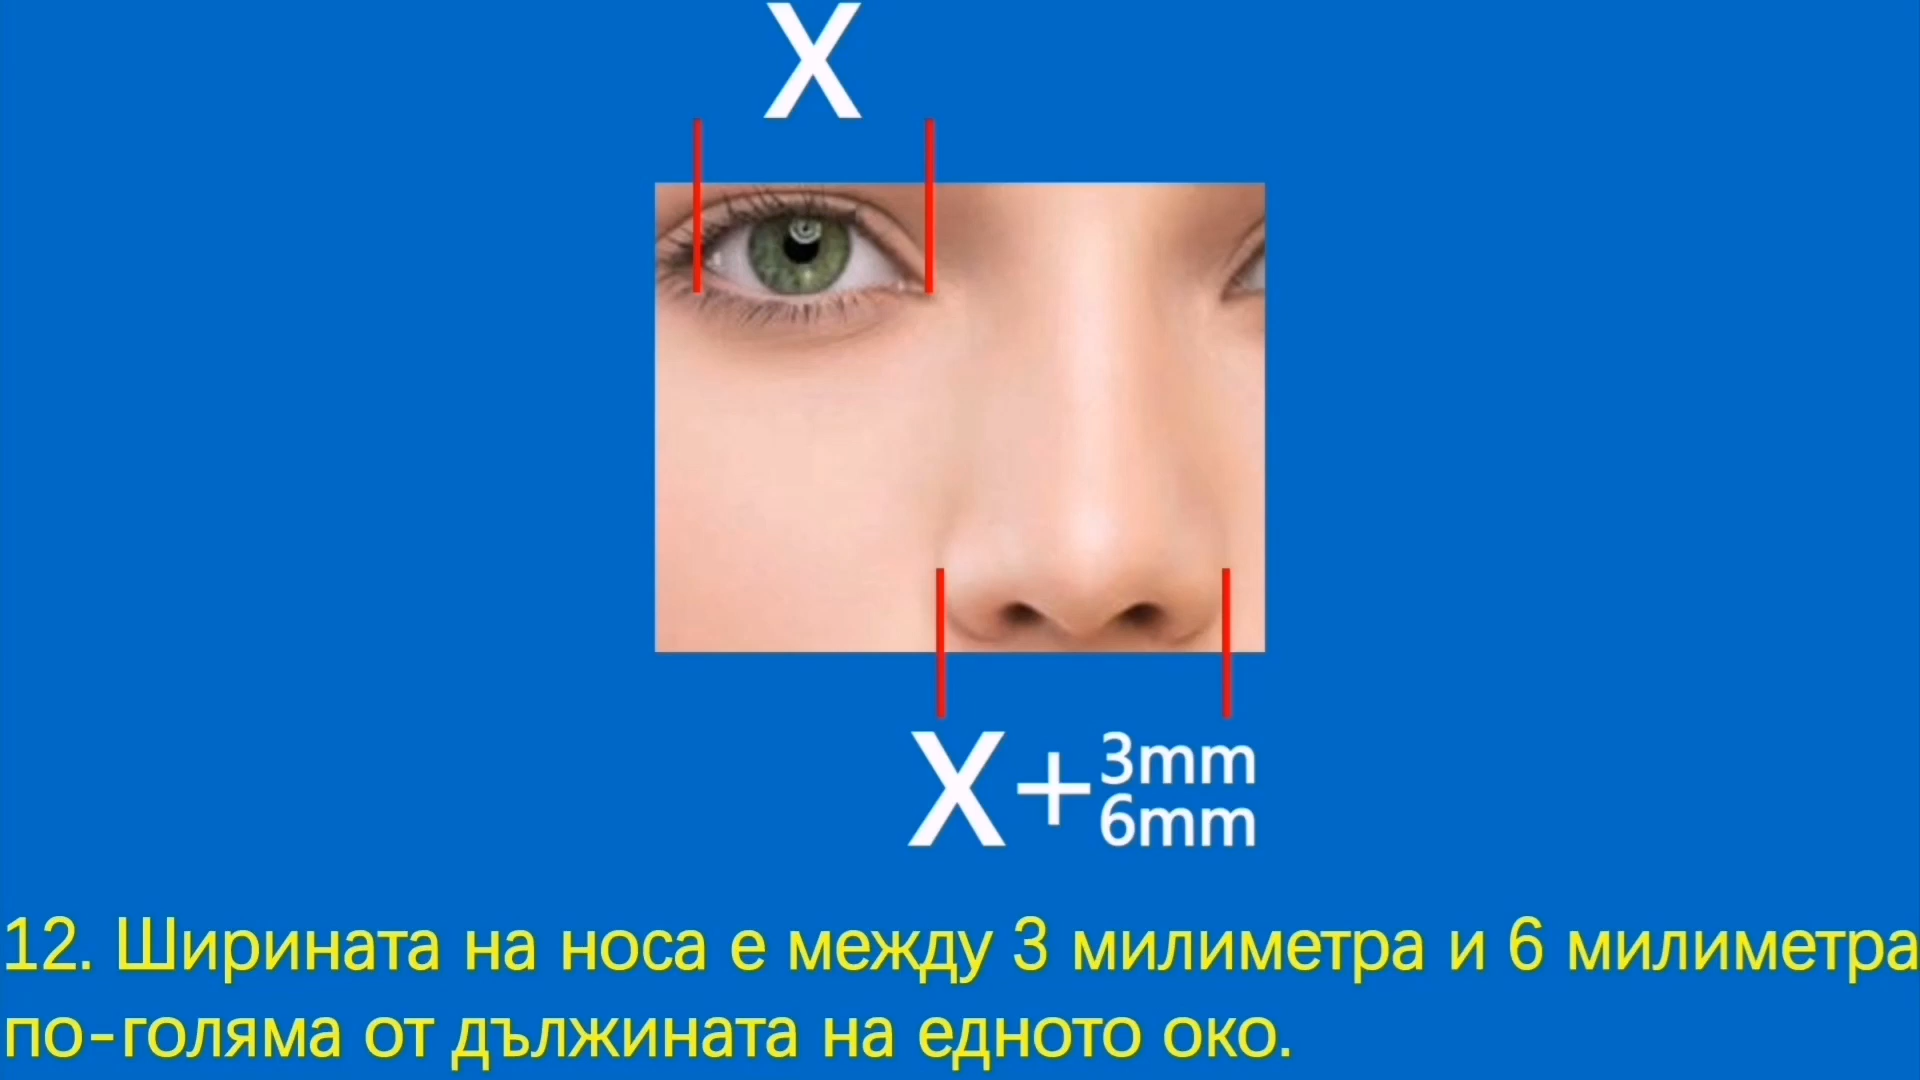 X
X+3mm
6mm
12. Ширината на носа е между 3 милиметра и 6 милиметра
по-голяма от дължината на едното око.